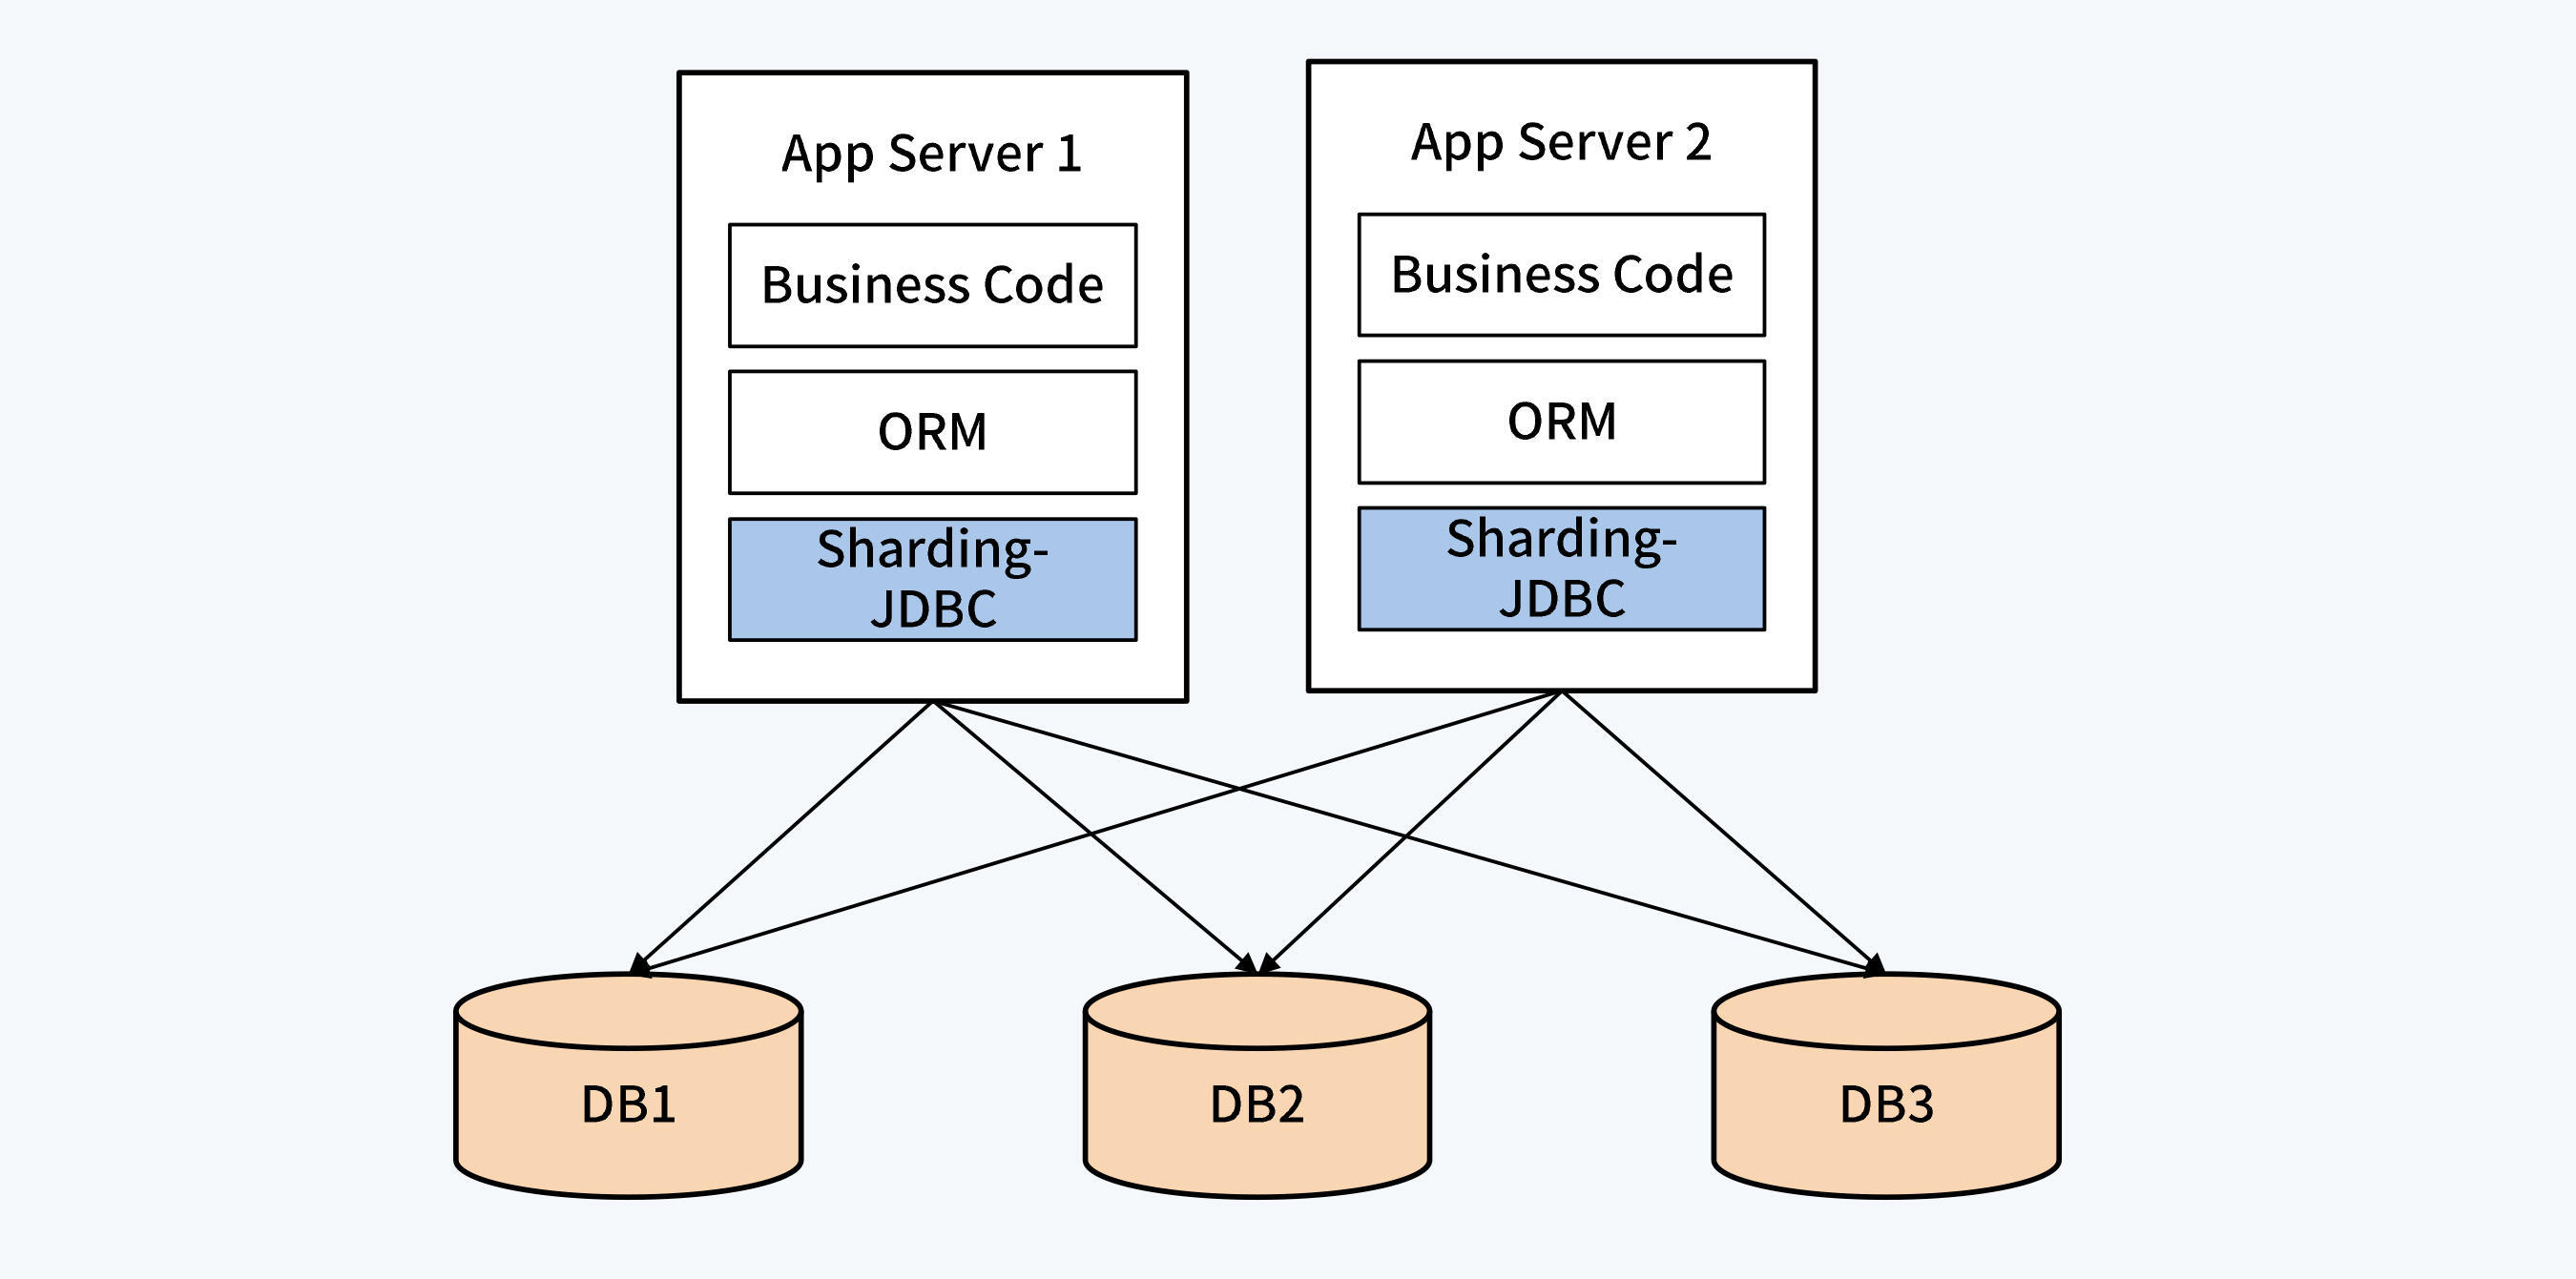 App Server 1
Business Code
ORM
Sharding-
JDBC
App Server 2
Business Code
ORM
Sharding-
JDBC
DB1
DB2
DB3